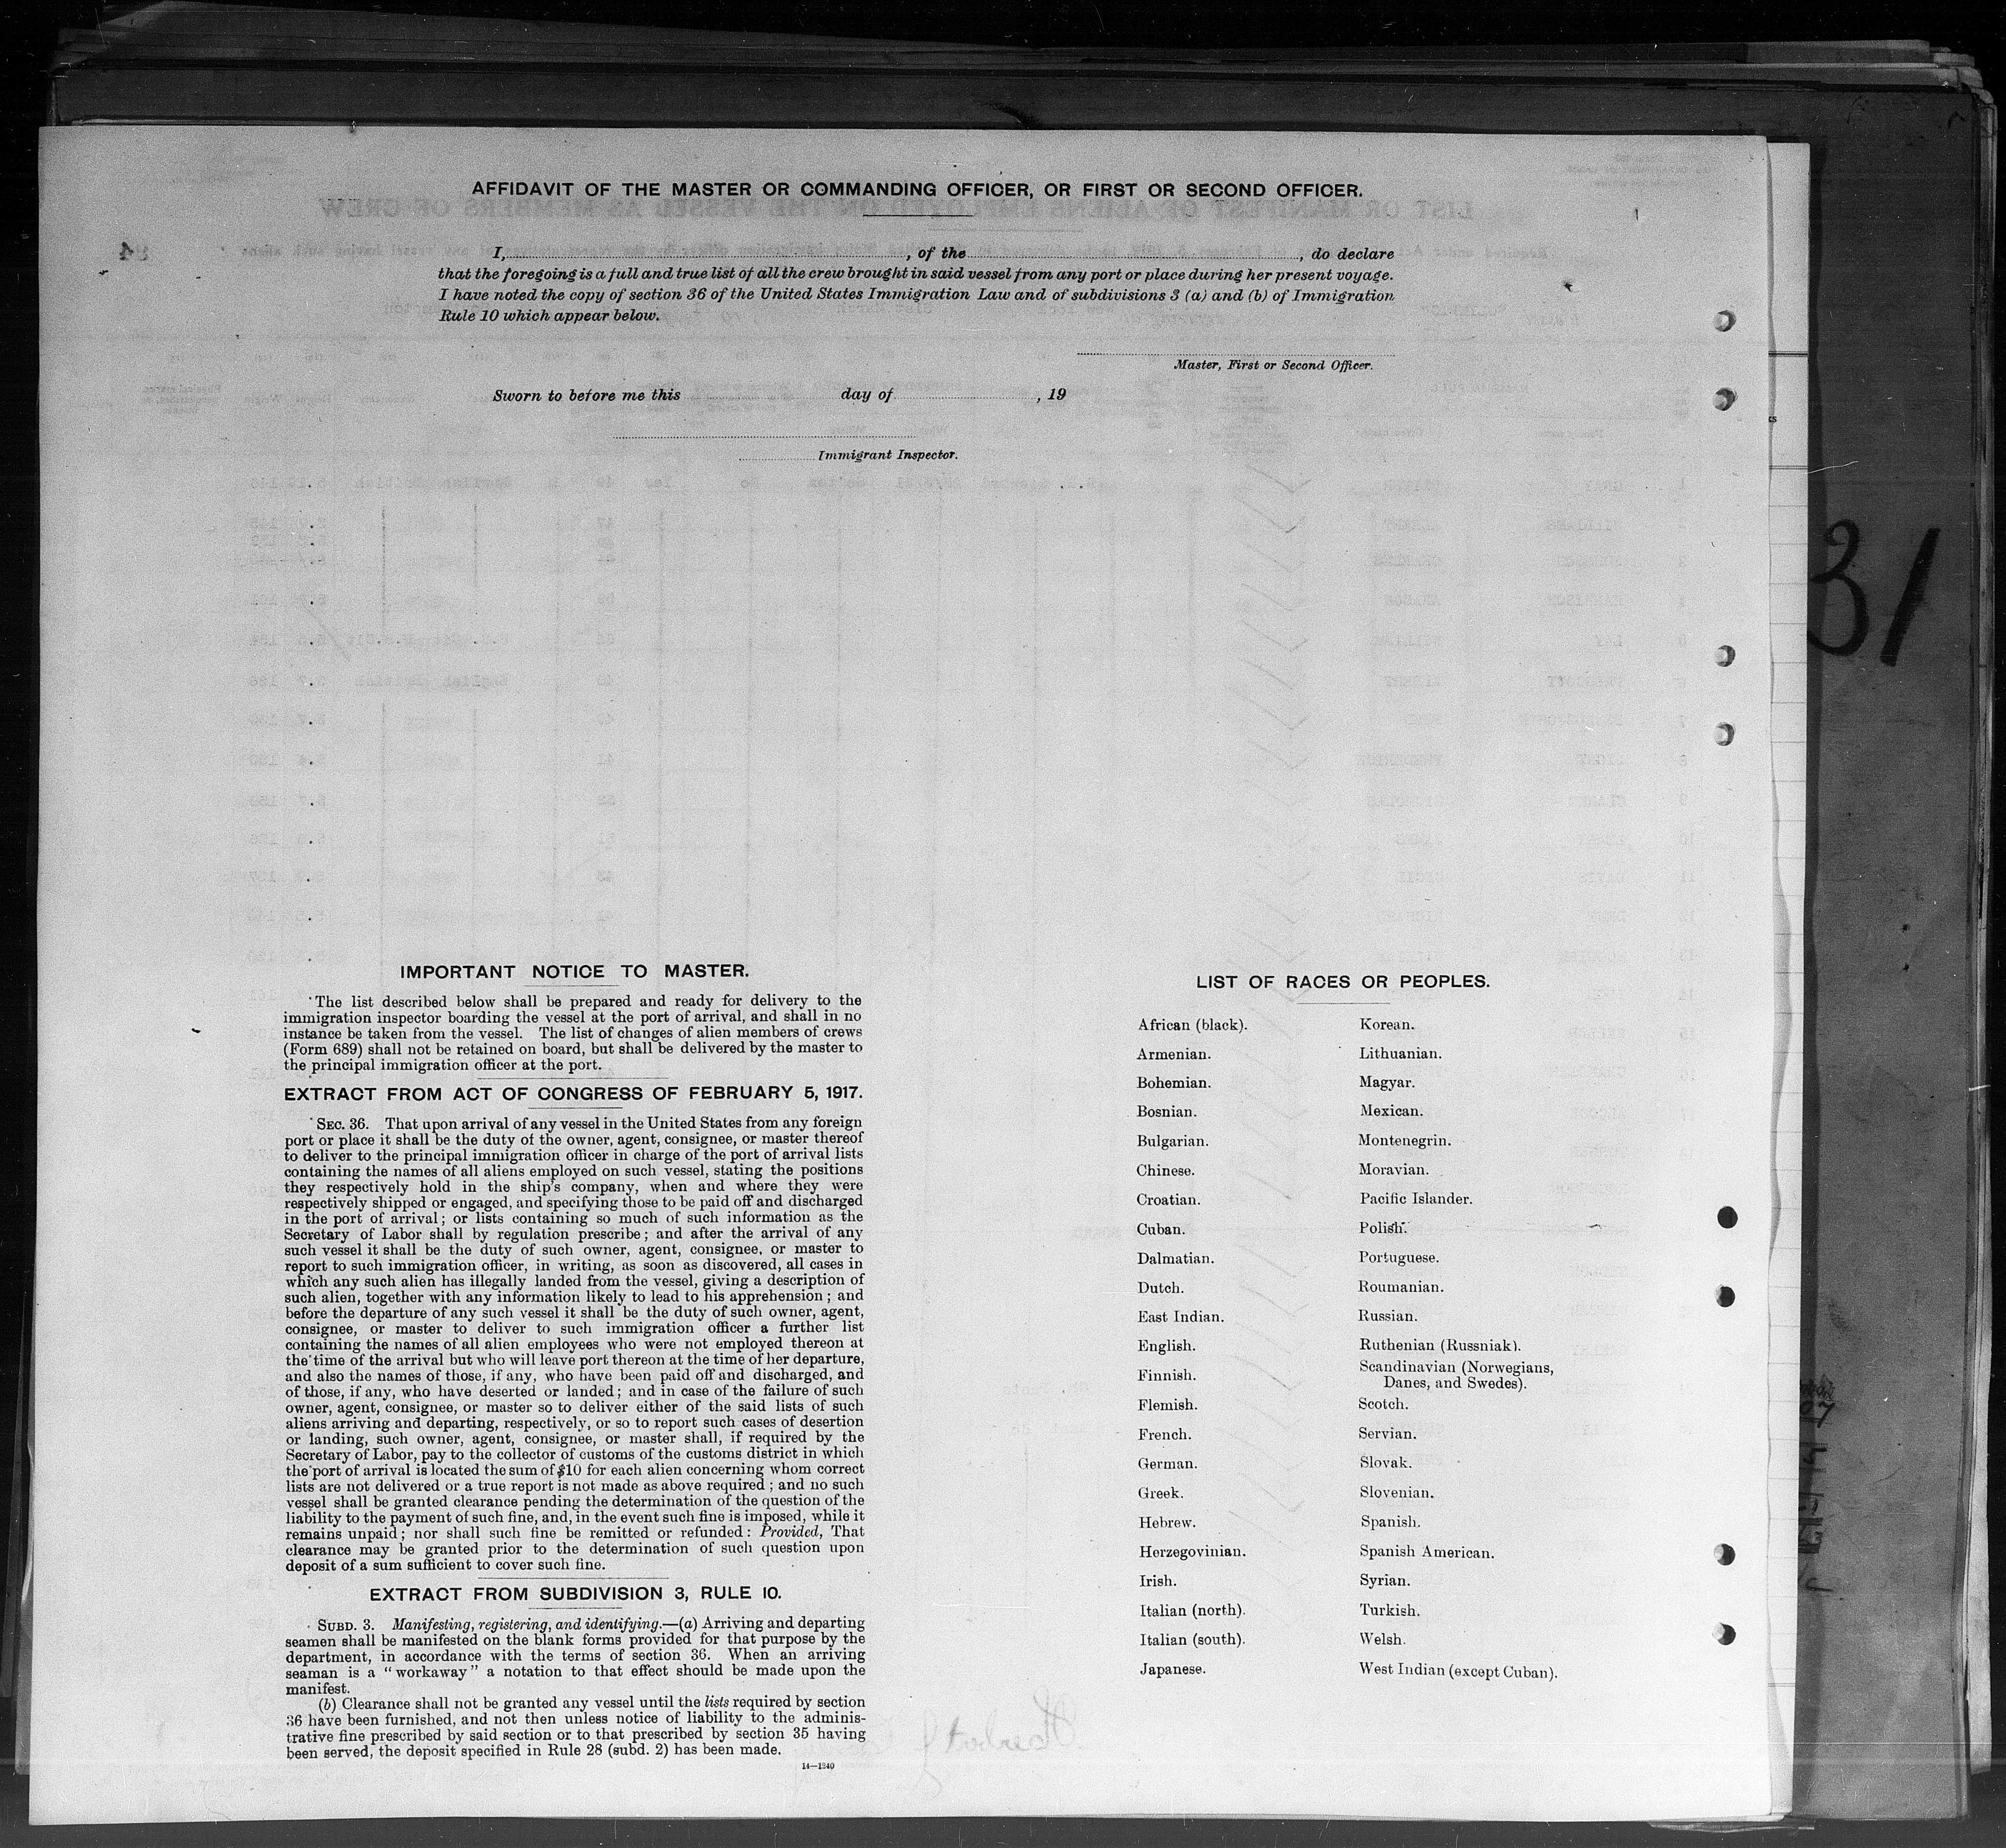 AFFIDAVIT OF THE MASTER OR COMMANDING OFFICER, OR FIRST OR SECOND OFFICER.
I, , of the , do declare
that the foregoing is a full and true list of all the crew brought in said vessel from any port or place during her present voyage.
I have noted the copy of section 36 of the United States Immigration Law and of subdivisions 3 (a) and (b) of Immigration
Rule 10 which appear below.
Master, First or Second Officer.
Sworn to before me this day of , 19
Immigrant Inspector.
31
IMPORTANT NOTICE TO MASTER.
The list described below shall be prepared and ready for delivery to the
immigration inspector boarding the vessel at the port of arrival, and shall in no
instance be taken from the vessel. The list of changes of alien members of crews
(Form 689) shall not be retained on board, but shall be delivered by the master to
the principal immigration officer at the port.
EXTRACT FROM ACT OF CONGRESS OF FEBRUARY 5, 1917.
SEC. 36. That upon arrival of any vessel in the United States from any foreign
port or place it shall be the duty of the owner, agent, consignee, or master thereof
to deliver to the principal immigration officer in charge of the port of arrival lists
containing the names of all aliens employed on such vessel, stating the positions
they respectively hold in the ship's company, when and where they were
respectively shipped or engaged, and specifying those to be paid off and discharged
in the port of arrival; or lists containing so much of such information as the
Secretary of Labor shall by regulation prescribe; and after the arrival of any
such vessel it shall be the duty of such owner, agent, consignee, or master to
report to such immigration officer, in writing, as soon as discovered, all cases in
which any such alien has illegally landed from the vessel, giving a description of
such alien, together with any information likely to lead to his apprehension; and
before the departure of any such vessel it shall be the duty of such owner, agent,
consignee, or master to deliver to such immigration officer a further list
containing the names of all alien employees who were not employed thereon at
the time of the arrival but who will leave port thereon at the time of her departure,
and also the names of those, if any, who have been paid off and discharged, and
of those, if any, who have deserted or landed; and in case of the failure of such
owner, agent, consignee, or master so to deliver either of the said lists of such
aliens arriving and departing, respectively, or so to report such cases of desertion
or landing, such owner, agent, consignee, or master shall, if required by the
Secretary of Labor, pay to the collector of customs of the customs district in which
the port of arrival is located the sum of $10 for each alien concerning whom correct
lists are not delivered or a true report is not made as above required; and no such
vessel shall be granted clearance pending the determination of the question of the
liability to the payment of such fine, and, in the event such fine is imposed, while it
remains unpaid; nor shall such fine be remitted or refunded: Provided, That
clearance may be granted prior to the determination of such question upon
deposit of a sum sufficient to cover such fine.
EXTRACT FROM SUBDIVISION 3, RULE 10.
SUBD. 3. Manifesting, registering, and identifying.—(a) Arriving and departing
seamen shall be manifested on the blank forms provided for that purpose by the
department, in accordance with the terms of section 36. When an arriving
seaman is a "workaway" a notation to that effect should be made upon the
manifest.
(b) Clearance shall not be granted any vessel until the lists required by section
36 have been furnished, and not then unless notice of liability to the adminis-
trative fine prescribed by said section or to that prescribed by section 35 having
been served, the deposit specified in Rule 28 (subd. 2) has been made.
14—1240
LIST OF RACES OR PEOPLES.
African (black).
Armenian.
Bohemian.
Bosnian.
Bulgarian.
Chinese.
Croatian.
Cuban.
Dalmatian.
Dutch.
East Indian.
English.
Finnish.
Flemish.
French.
German.
Greek.
Hebrew.
Herzegovinian.
Irish.
Italian (north).
Italian (south).
Japanese.
Korean.
Lithuanian.
Magyar.
Mexican.
Montenegrin.
Moravian.
Pacific Islander.
Polish.
Portuguese.
Roumanian.
Russian.
Ruthenian (Russniak).
Scandinavian (Norwegians,
Danes, and Swedes).
Scotch.
Servian.
Slovak.
Slovenian.
Spanish.
Spanish American.
Syrian.
Turkish.
Welsh.
West Indian (except Cuban).